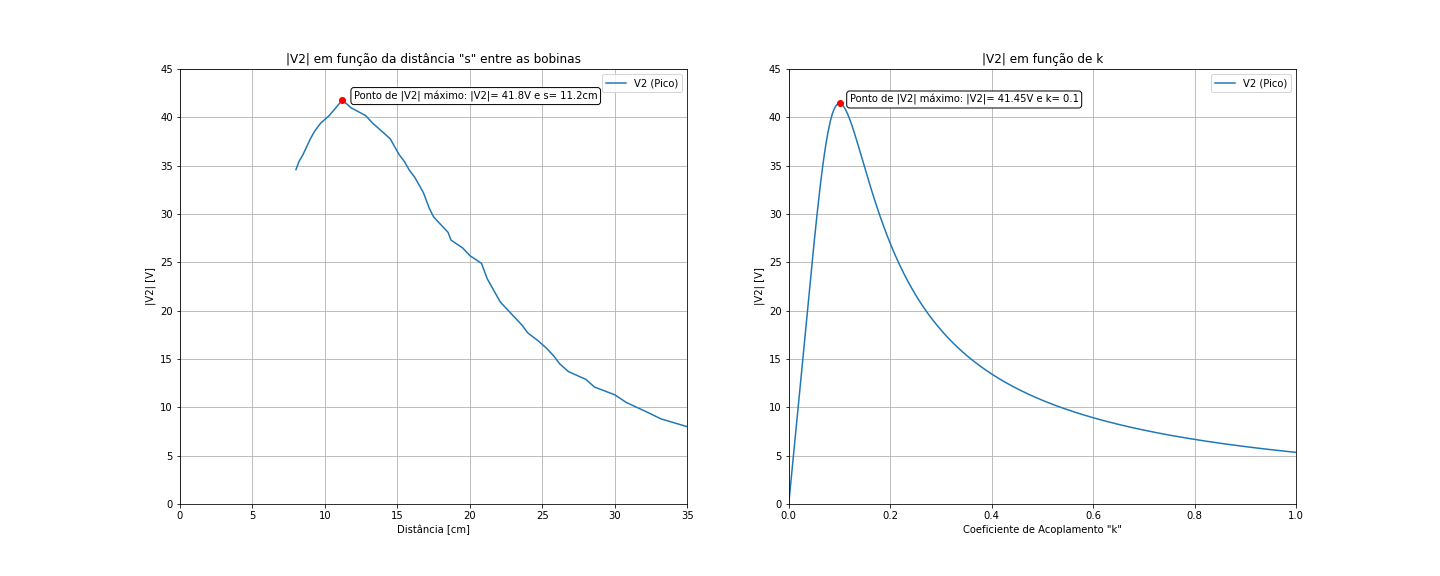 |V2| em função da distância "s" entre as bobinas
45
40
35
30
25
20
15
10
5
0
|V2| [V]
V2 (Pico)
Ponto de |V2| máximo: |V2|= 41.8V e s= 11.2cm
0 5 10 15 20 25 30 35
Distância [cm]
|V2| em função de k
45
40
35
30
25
20
15
10
5
0
|V2| [V]
V2 (Pico)
Ponto de |V2| máximo: |V2|= 41.45V e k= 0.1
0.0 0.2 0.4 0.6 0.8 1.0
Coeficiente de Acoplamento "k"